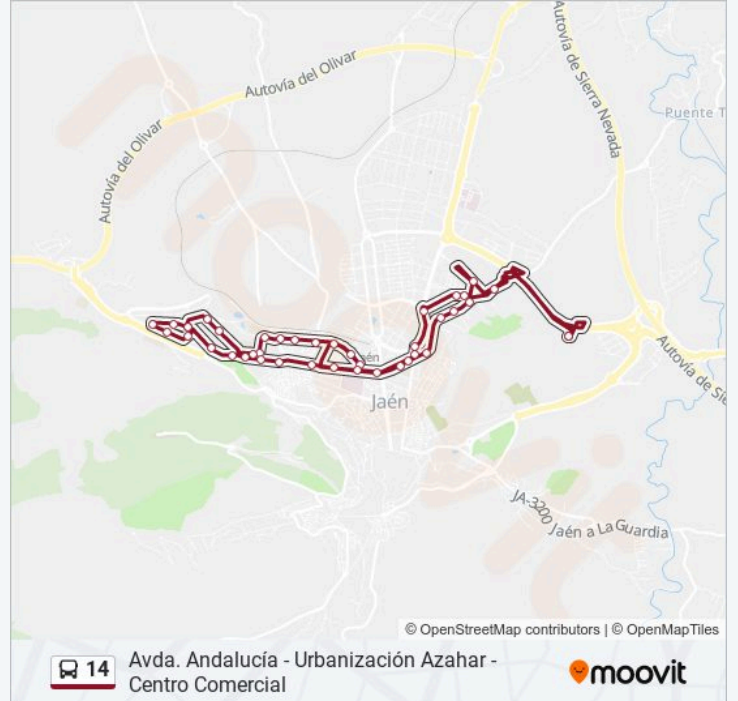 Autovía del Olivar
Autovía de Sierra Nevada
Puente T
Autovía del Olivar
Jaén
Autovía de Sie
JA-3200 Jaén a La Guardia
© OpenStreetMap contributors | © OpenMapTiles
14
Avda. Andalucía - Urbanización Azahar -
Centro Comercial
moovit